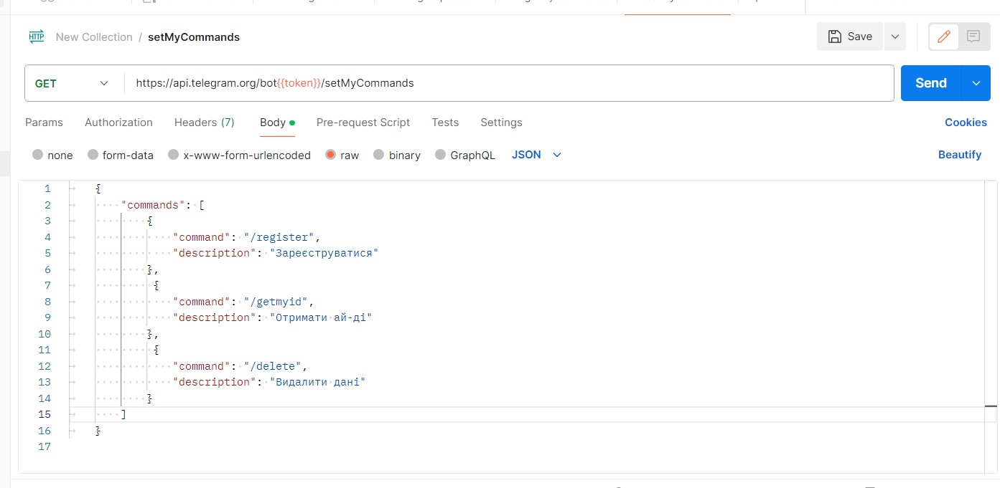 New Collection / setMyCommands
Save
GET
https://api.telegram.org/bot{{token}}/setMyCommands
Send
Params Authorization Headers (7) Body Pre-request Script Tests Settings Cookies
none form-data x-www-form-urlencoded raw binary GraphQL JSON Beautify
1 {
2 "commands": [
3 {
4 "command": "/register",
5 "description": "Зареєструватися"
6 },
7 {
8 "command": "/getmyid",
9 "description": "Отримати ай-ді"
10 },
11 {
12 "command": "/delete",
13 "description": "Видалити дані"
14 }
15 ]
16 }
17